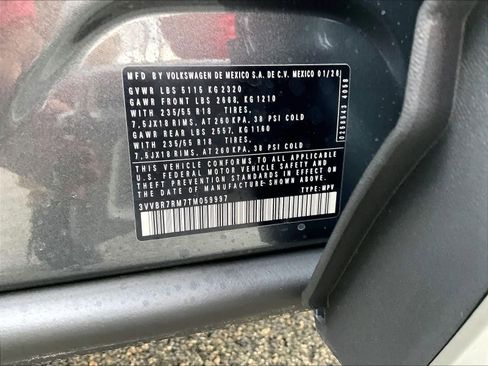 MFD BY VOLKSWAGEN DE MEXICO S.A. DE C.V. MEXICO 01/26
GVWR LBS 5115 KG 2320
GAWR FRONT LBS 2668, KG 1210
WITH 235/55 R18 TIRES,
7,5JX18 RIMS, AT 260 KPA, 38 PSI COLD
GAWR REAR LBS 2557, KG 1160
WITH 235/55 R18 TIRES,
7,5JX18 RIMS, AT 260 KPA, 38 PSI COLD
THIS VEHICLE CONFORMS TO ALL APPLICABLE
U.S. FEDERAL MOTOR VEHICLE SAFETY AND
THEFT PREVENTION STANDARDS IN EFFECT ON
THE DATE OF MANUFACTURE SHOWN ABOVE.
3VVBR7RM7TM059997
TYPE: MPV
0258543 4058